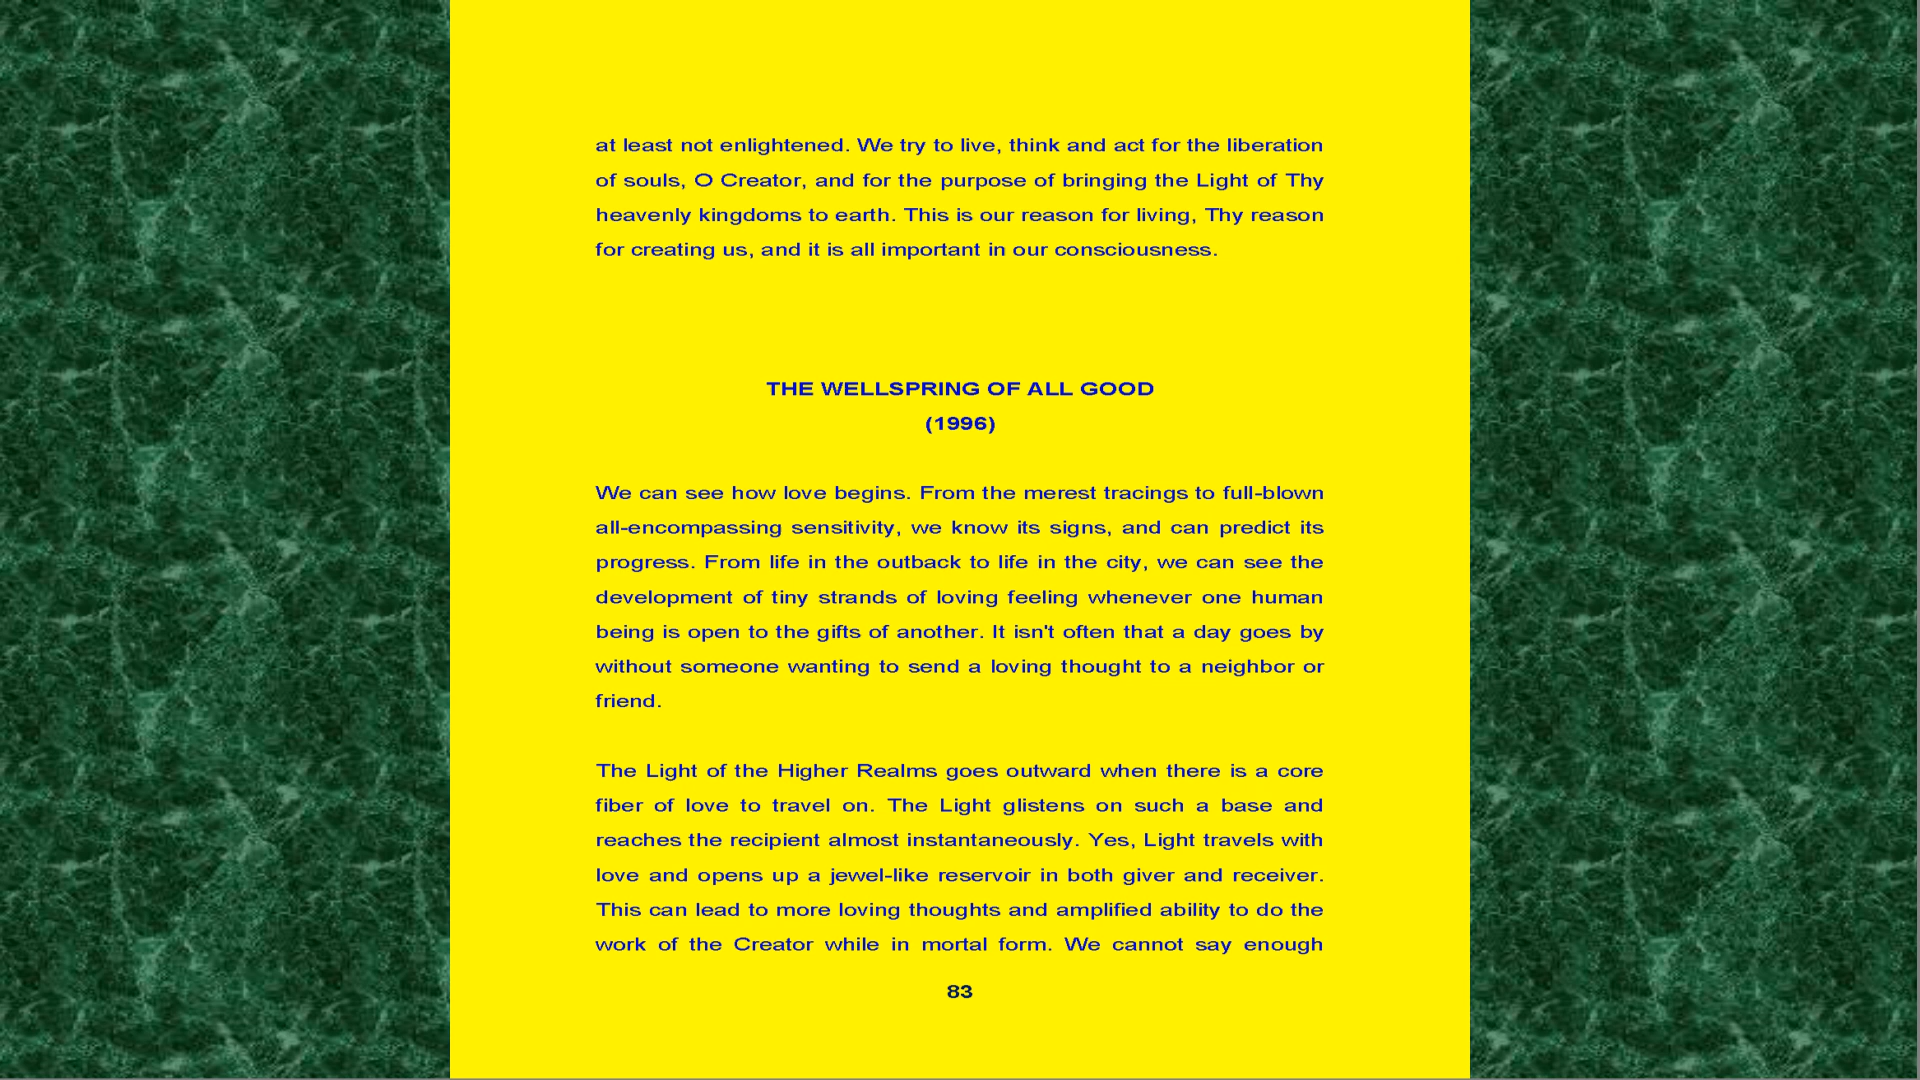 at least not enlightened. We try to live, think and act for the liberation
of souls, O Creator, and for the purpose of bringing the Light of Thy
heavenly kingdoms to earth. This is our reason for living, Thy reason
for creating us, and it is all important in our consciousness.
THE WELLSPRING OF ALL GOOD
(1996)
We can see how love begins. From the merest tracings to full-blown
all-encompassing sensitivity, we know its signs, and can predict its
progress. From life in the outback to life in the city, we can see the
development of tiny strands of loving feeling whenever one human
being is open to the gifts of another. It isn't often that a day goes by
without someone wanting to send a loving thought to a neighbor or
friend.
The Light of the Higher Realms goes outward when there is a core
fiber of love to travel on. The Light glistens on such a base and
reaches the recipient almost instantaneously. Yes, Light travels with
love and opens up a jewel-like reservoir in both giver and receiver.
This can lead to more loving thoughts and amplified ability to do the
work of the Creator while in mortal form. We cannot say enough
83